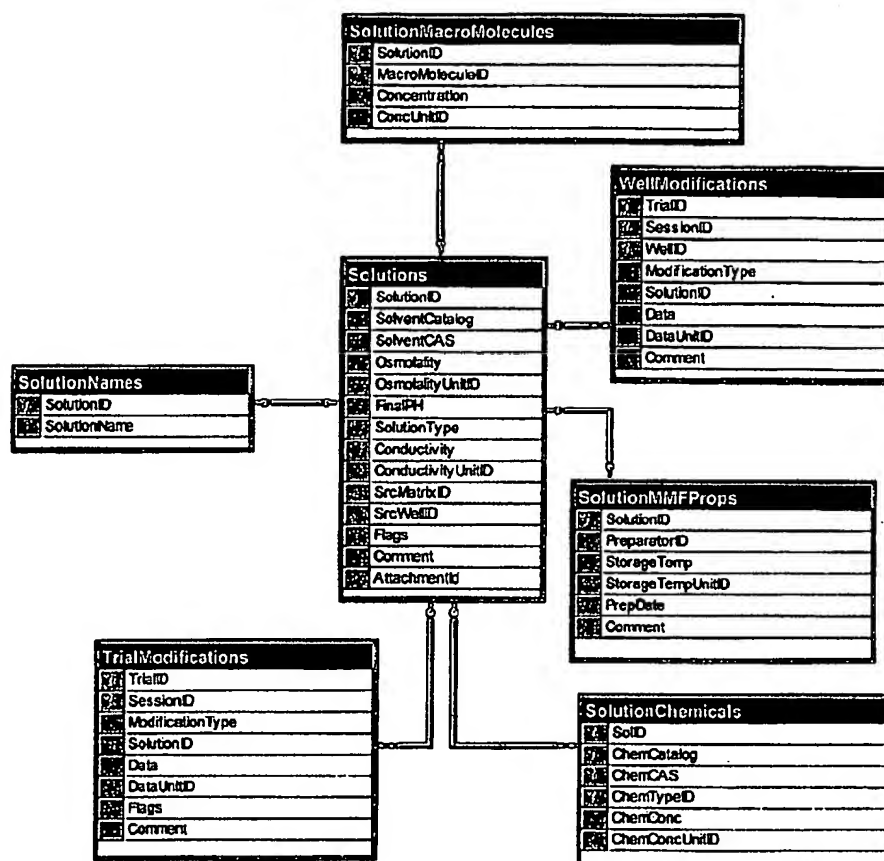 SolutionMacroMolecules
SolutionID
MacroMoleculeID
Concentration
ConcUnitID
WellModifications
TrialID
SessionID
WellID
ModificationType
SolutionID
Data
DataUnitID
Comment
Solutions
SolutionID
SolventCatalog
SolventCAS
Osmolality
OsmolalityUnitID
FinalPH
SolutionType
Conductivity
ConductivityUnitID
SrcMatrixID
SrcWellID
Flags
Comment
AttachmentId
SolutionNames
SolutionID
SolutionName
SolutionMMFProps
SolutionID
PreparatorID
StorageTemp
StorageTempUnitID
PrepDate
Comment
TrialModifications
TrialID
SessionID
ModificationType
SolutionID
Data
DataUnitID
Flags
Comment
SolutionChemicals
SolID
ChemCatalog
ChemCAS
ChemTypeID
ChemConc
ChemConcUnitID